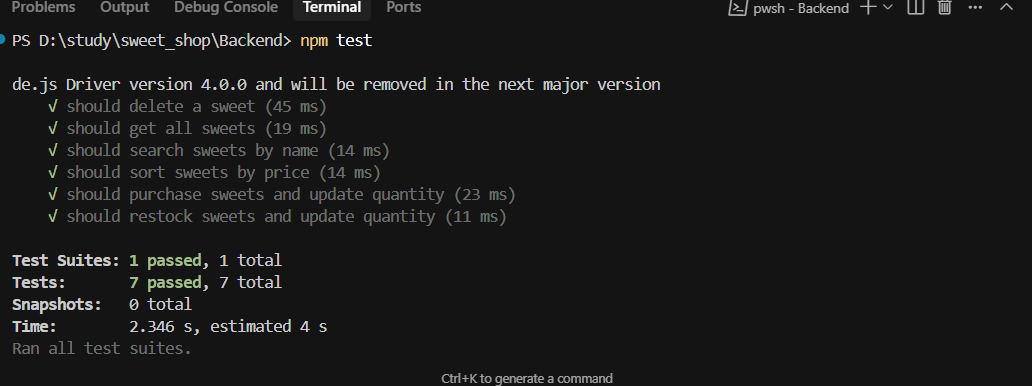 Problems Output Debug Console Terminal Ports pwsh - Backend
PS D:\study\sweet_shop\Backend> npm test
de.js Driver version 4.0.0 and will be removed in the next major version
√ should delete a sweet (45 ms)
√ should get all sweets (19 ms)
√ should search sweets by name (14 ms)
√ should sort sweets by price (14 ms)
√ should purchase sweets and update quantity (23 ms)
√ should restock sweets and update quantity (11 ms)
Test Suites: 1 passed, 1 total
Tests: 7 passed, 7 total
Snapshots: 0 total
Time: 2.346 s, estimated 4 s
Ran all test suites.
Ctrl+K to generate a command